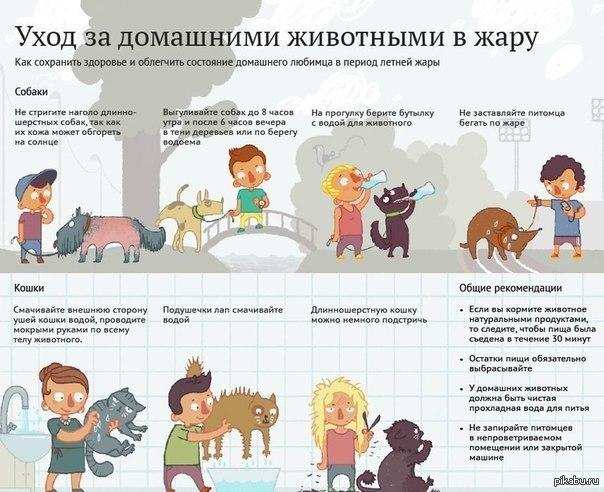 Уход за домашними животными в жару
Как сохранить здоровье и облегчить состояние домашнего любимца в период летней жары
Собаки
Не стригите наголо длинно-
шерстных собак, так как
их кожа может обгореть
на солнце
Выгуливайте собак до 8 часов
утра и после 6 часов вечера
в тени деревьев или по берегу
водоема
На прогулку берите бутылку
с водой для животного
Не заставляйте питомца
бегать по жаре
Кошки
Смачивайте внешнюю сторону
ушей кошки водой, проводите
мокрыми руками по всему
телу животного.
Подушечки лап смачивайте
водой
Длинношерстную кошку
можно немного подстричь
Общие рекомендации
• Если вы кормите животное
натуральными продуктами,
то следите, чтобы пища была
съедена в течение 30 минут
• Остатки пищи обязательно
выбрасывайте
• У домашних животных
должна быть чистая
прохладная вода для питья
• Не запирайте питомцев
в непроветриваемом
помещении или закрытой
машине
pikabu.ru